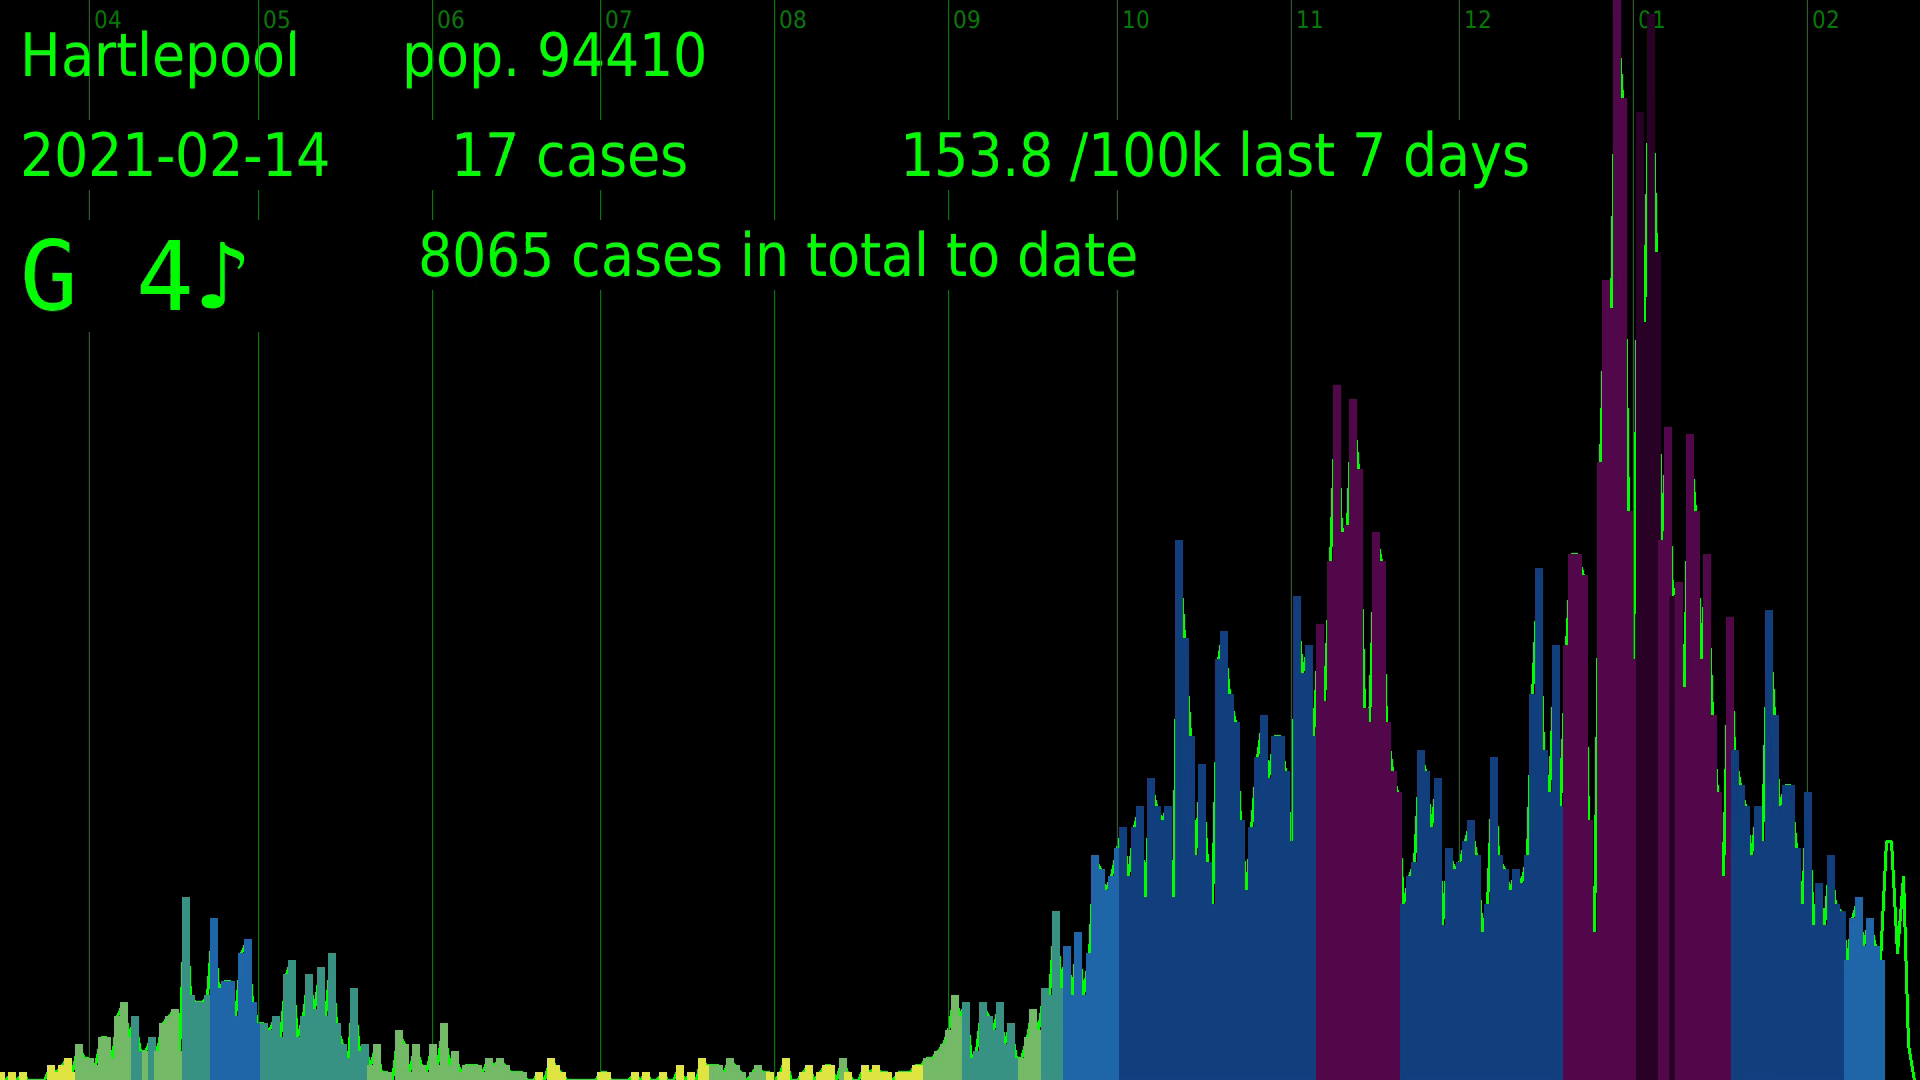 04 05 06 07 08 09 10 11 12 01 02
Hartlepool pop. 94410
2021-02-14 17 cases 153.8 /100k last 7 days
G 4♪ 8065 cases in total to date